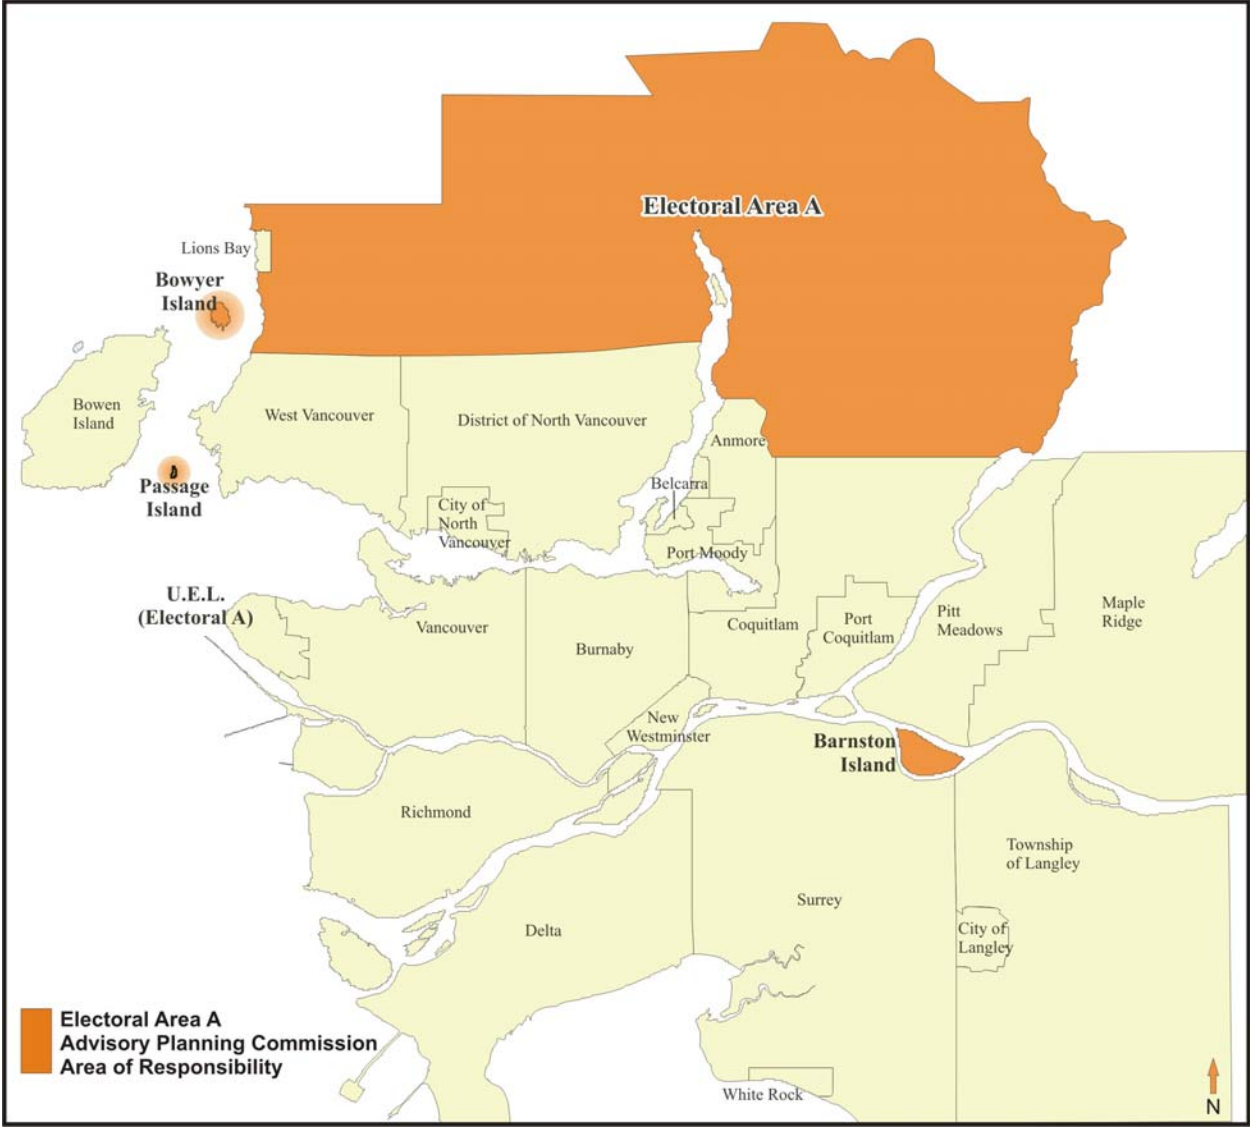 Electoral Area A
Lions Bay
Bowyer
Island
Bowen
Island
West Vancouver
District of North Vancouver
Anmore
Passage
Island
Belcarra
City of
North
Vancouver
Port Moody
U.E.L.
(Electoral A)
Vancouver
Burnaby
Coquitlam
Port
Coquitlam
Pitt
Meadows
Maple
Ridge
New
Westminster
Barnston
Island
Richmond
Township
of Langley
Surrey
Delta
City of
Langley
Electoral Area A
Advisory Planning Commission
Area of Responsibility
White Rock
N